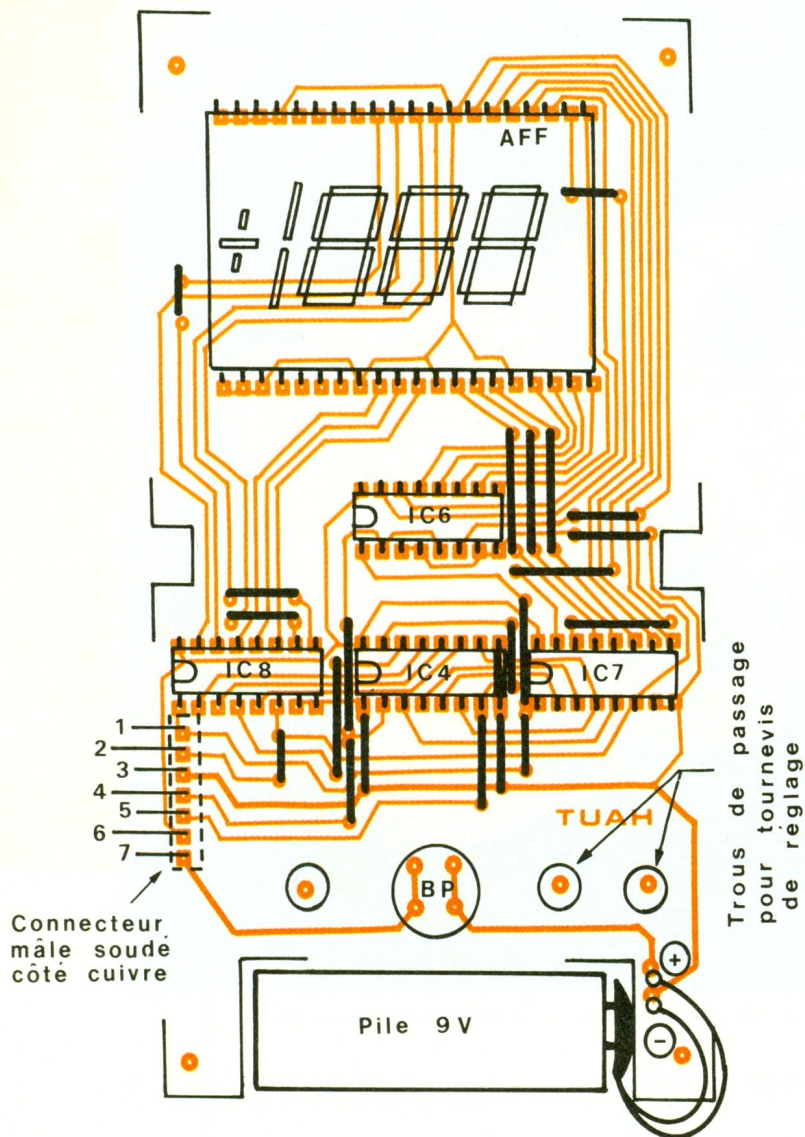 AFF
IC6
IC8
IC4
IC7
1
2
3
4
5
6
7
TUAH
BP
Trous de passage
pour tournevis
de réglage
Connecteur
mâle soudé
côté cuivre
+
Pile 9V
−